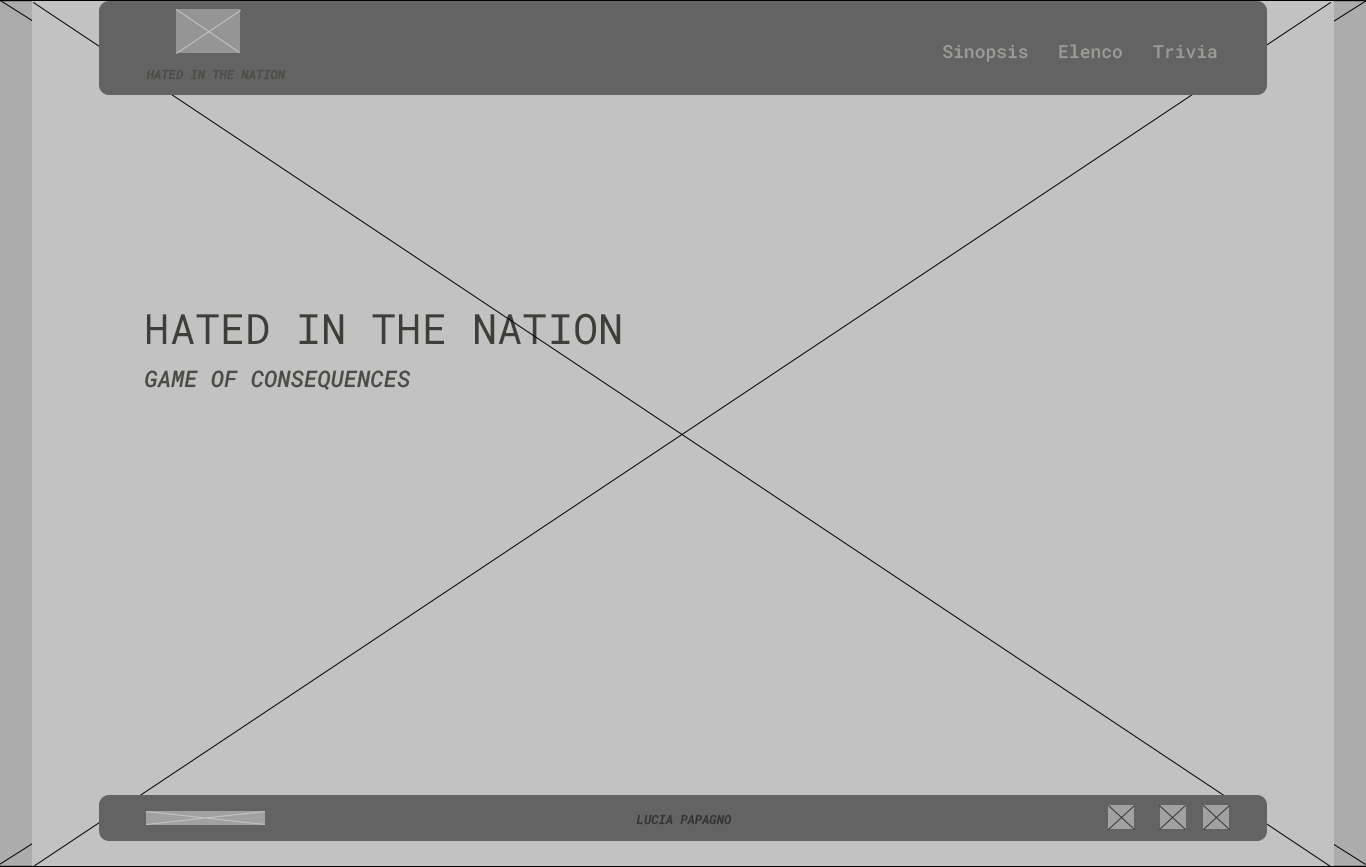 HATED IN THE NATION
Sinopsis Elenco Trivia
HATED IN THE NATION
GAME OF CONSEQUENCES
LUCIA PAPAGNO